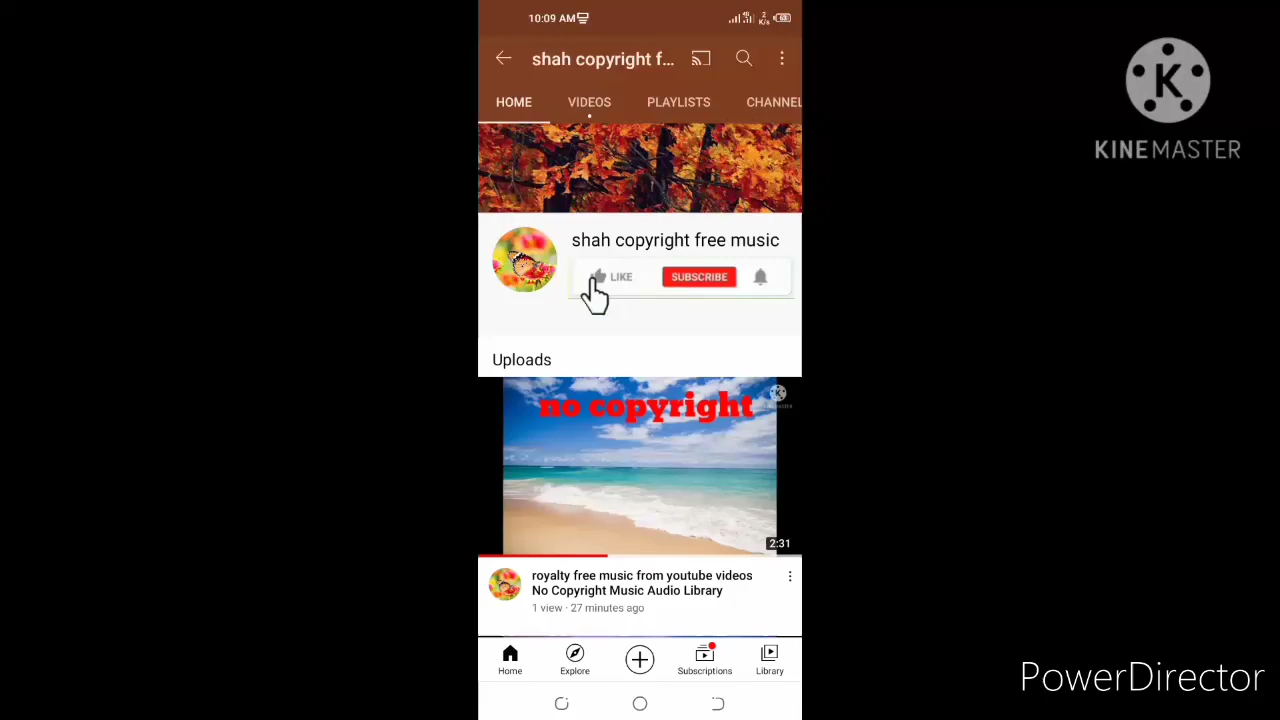 10:09 AM
shah copyright f...
HOME VIDEOS PLAYLISTS CHANNEL
KINEMASTER
shah copyright free music
LIKE SUBSCRIBE
Uploads
no copyright
2:31
royalty free music from youtube videos
No Copyright Music Audio Library
1 view · 27 minutes ago
Home Explore Subscriptions Library
PowerDirector